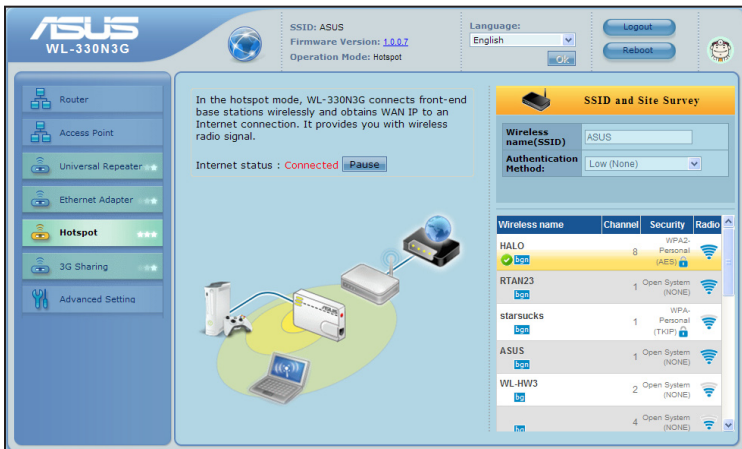 ASUS
WL-330N3G
SSID: ASUS
Firmware Version: 1.0.0.7
Operation Mode: Hotspot
Language:
English
Ok
Logout
Reboot
Router
Access Point
Universal Repeater
Ethernet Adapter
Hotspot
3G Sharing
Advanced Setting
In the hotspot mode, WL-330N3G connects front-end
base stations wirelessly and obtains WAN IP to an
Internet connection. It provides you with wireless
radio signal.
Internet status : Connected Pause
SSID and Site Survey
Wireless
name(SSID)
ASUS
Authentication
Method:
Low (None)
Wireless name Channel Security Radio
HALO
bgn
8
WPA2-
Personal
(AES)
RTAN23
bgn
1
Open System
(NONE)
starsucks
bgn
1
WPA-
Personal
(TKIP)
ASUS
bgn
1
Open System
(NONE)
WL-HW3
bg
2
Open System
(NONE)
bg
4
Open System
(NONE)